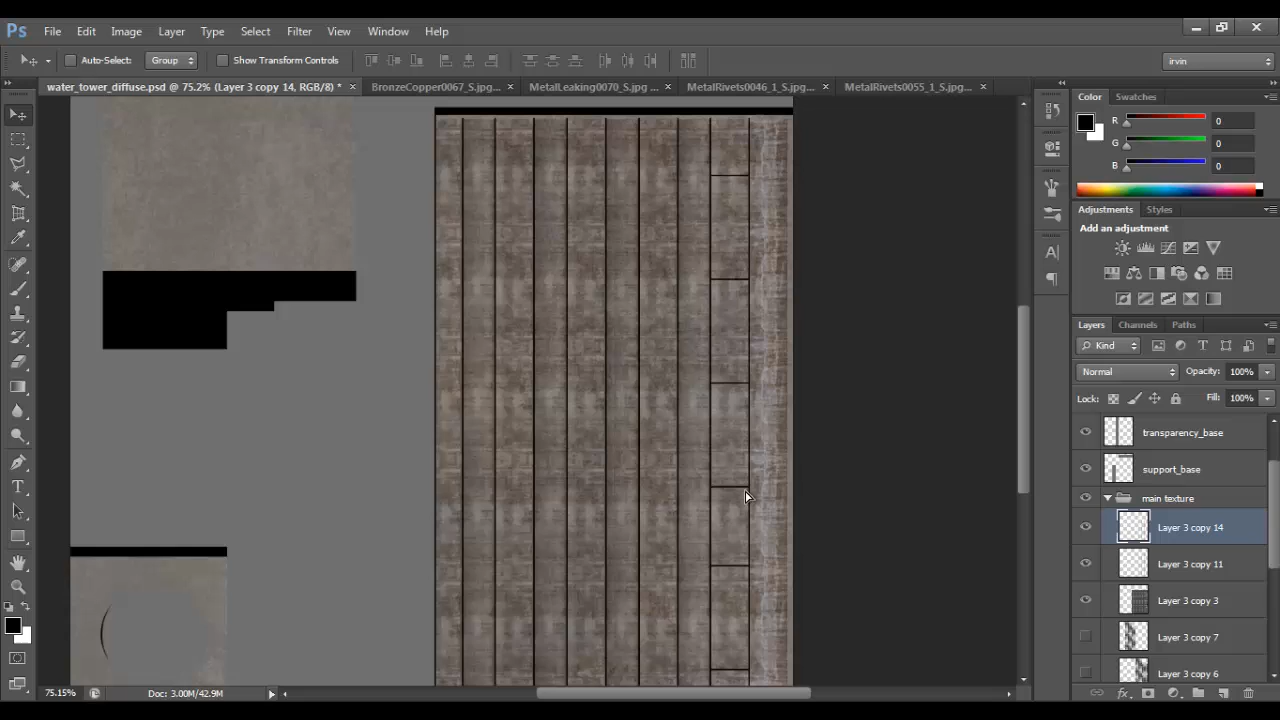 Ps File Edit Image Layer Type Select Filter View Window Help
Auto-Select: Group Show Transform Controls irvin
water_tower_diffuse.psd @ 75.2% (Layer 3 copy 14, RGB/8) * × BronzeCopper0067_S.jpg... × MetalLeaking0070_S.jpg ... × MetalRivets0046_1_S.jpg... × MetalRivets0055_1_S.jpg... ×
Color Swatches
R 0
G 0
B 0
Adjustments Styles
Add an adjustment
Layers Channels Paths
Kind
Normal Opacity: 100%
Lock: Fill: 100%
transparency_base
support_base
main texture
Layer 3 copy 14
Layer 3 copy 11
Layer 3 copy 3
Layer 3 copy 7
Layer 3 copy 6
75.15% Doc: 3.00M/42.9M